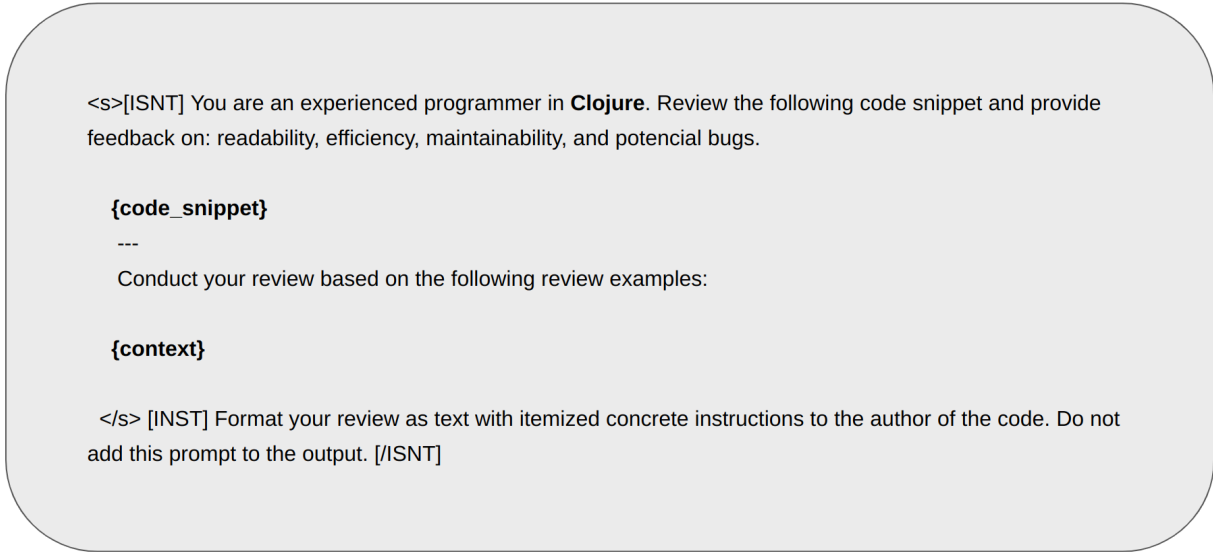 <s>[ISNT] You are an experienced programmer in Clojure. Review the following code snippet and provide
feedback on: readability, efficiency, maintainability, and potencial bugs.
{code_snippet}
---
Conduct your review based on the following review examples:
{context}
</s> [INST] Format your review as text with itemized concrete instructions to the author of the code. Do not
add this prompt to the output. [/ISNT]